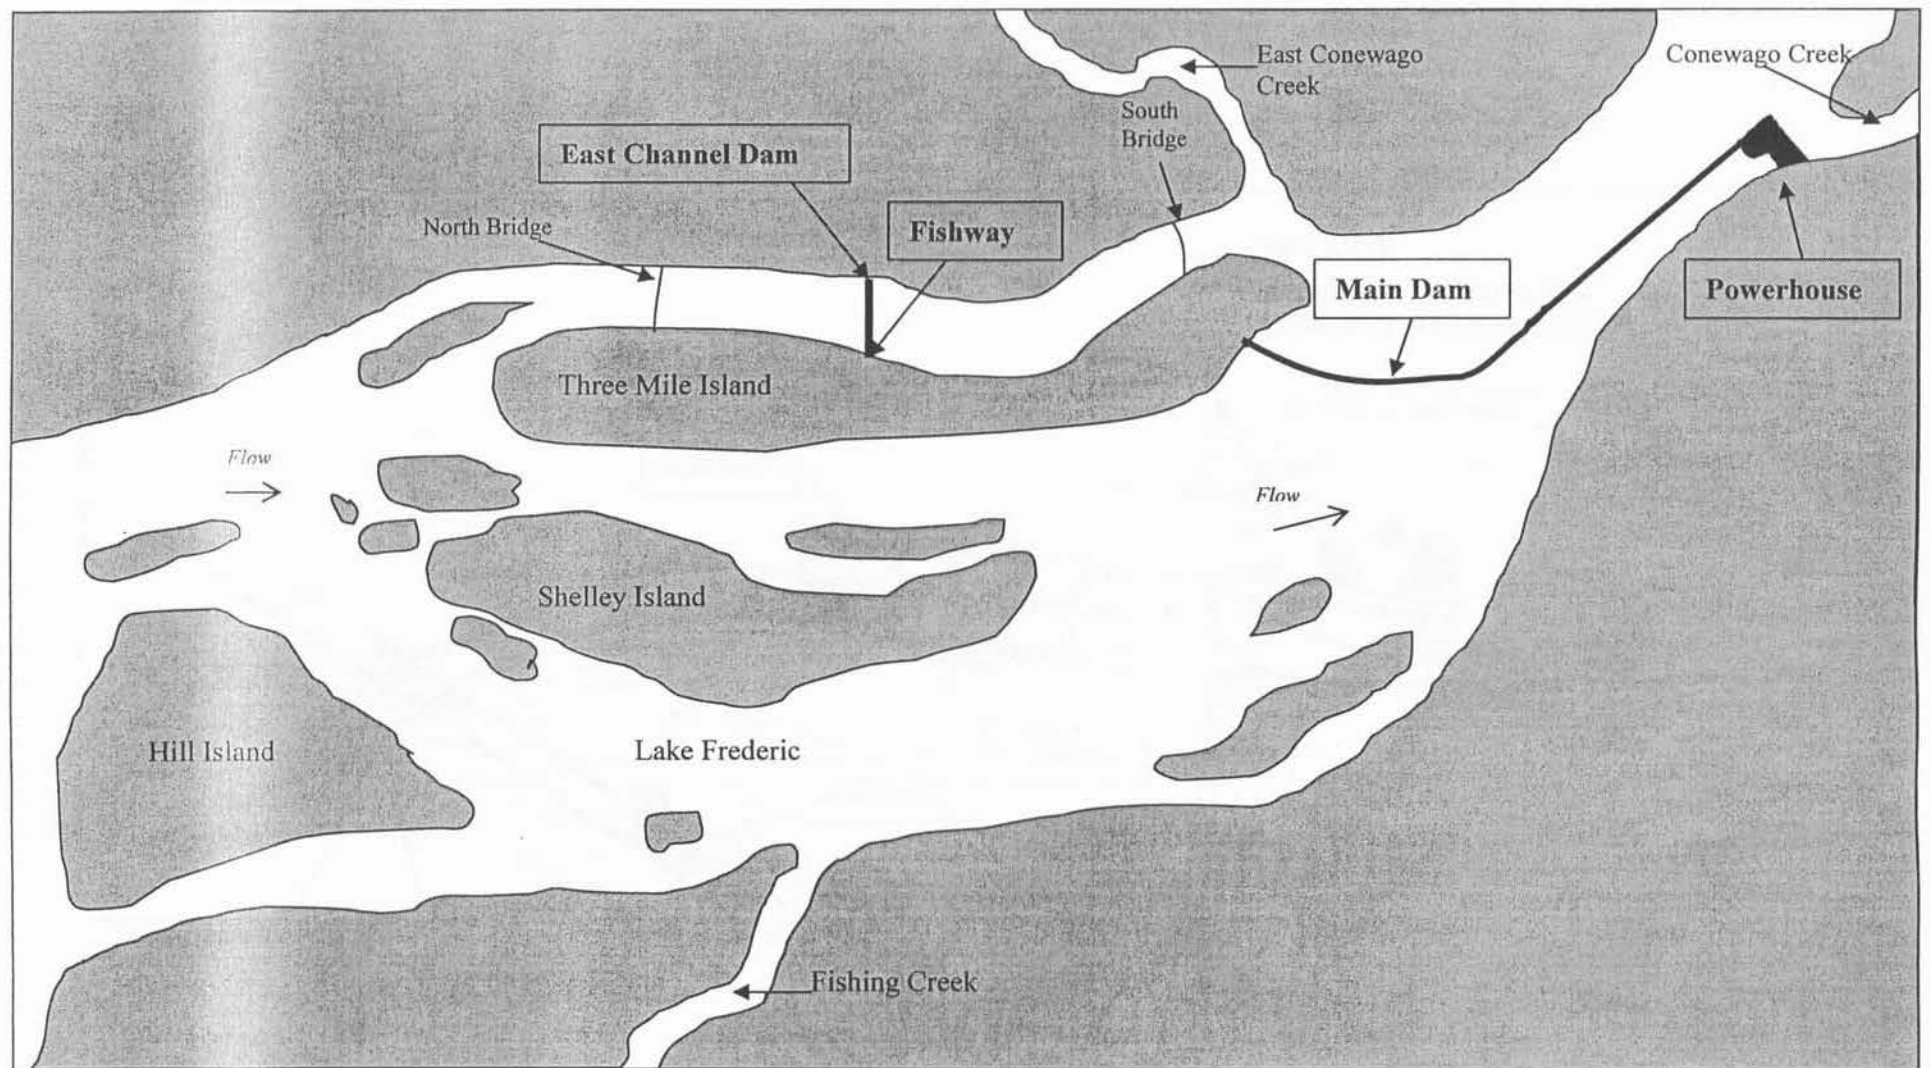 East Conewago
Creek
Conewago Creek
South
Bridge
East Channel Dam
North Bridge
Fishway
Main Dam
Powerhouse
Three Mile Island
Flow
Flow
Shelley Island
Hill Island
Lake Frederic
Fishing Creek